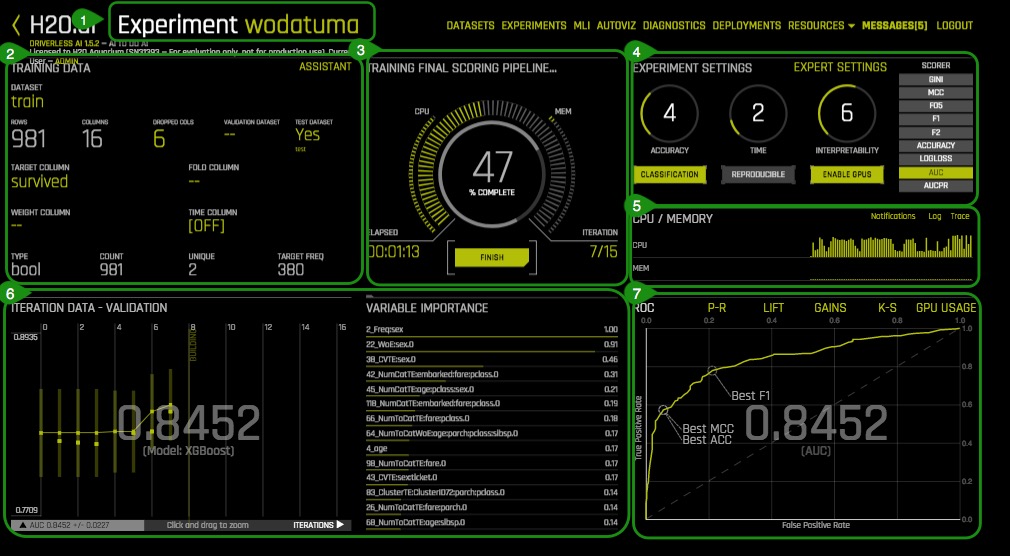 1
H2O.ai Experiment wodatuma
DATASETS EXPERIMENTS MLI AUTOVIZ DIAGNOSTICS DEPLOYMENTS RESOURCES MESSAGES[5] LOGOUT
DRIVERLESS AI 1.5.2 – AI TO DO AI
Licensed to H2O Aquarium (SN31393 – For evaluation only, not for production use). Current
User – ADMIN
2
TRAINING DATA
ASSISTANT
DATASET
train
ROWS COLUMNS DROPPED COLS VALIDATION DATASET TEST DATASET
981 16 6 -- Yes
test
TARGET COLUMN FOLD COLUMN
survived --
WEIGHT COLUMN TIME COLUMN
-- [OFF]
TYPE COUNT UNIQUE TARGET FREQ
bool 981 2 380
3
TRAINING FINAL SCORING PIPELINE...
CPU MEM
47
% COMPLETE
ELAPSED ITERATION
00:01:13 7/15
FINISH
4
EXPERIMENT SETTINGS EXPERT SETTINGS
4 2 6
ACCURACY TIME INTERPRETABILITY
CLASSIFICATION REPRODUCIBLE ENABLE GPUS
SCORER
GINI
MCC
F05
F1
F2
ACCURACY
LOGLOSS
AUC
AUCPR
5
CPU / MEMORY
Notifications Log Trace
CPU
MEM
6
ITERATION DATA - VALIDATION
0 2 4 6 8 10 12 14 16
0.8935
BUILDING
0.8452
(Model: XGBoost)
0.7709
AUC 0.8452 +/- 0.0227 Click and drag to zoom ITERATIONS
VARIABLE IMPORTANCE
2_Freq:sex 1.00
22_WoE:sex.0 0.91
38_CVTE:sex.0 0.46
42_NumCatTE:embarked:fare:pclass.0 0.31
45_NumCatTE:age:pclass:sex.0 0.21
118_NumCatTE:embarked:fare:pclass.0 0.19
66_NumToCatTE:fare:pclass.0 0.18
64_NumToCatWoE:age:parch:pclass:sibsp.0 0.17
4_age 0.17
98_NumToCatTE:fare.0 0.17
43_CVTE:sex:ticket.0 0.17
83_ClusterTE:ClusterID72:parch:pclass.0 0.14
26_NumToCatTE:fare:parch.0 0.14
68_NumToCatTE:age:sibsp.0 0.14
7
ROC P-R LIFT GAINS K-S GPU USAGE
0.0 0.2 0.4 0.6 0.8 1.0
1.0
0.8
0.6
0.4
0.2
0.0
True Positive Rate
Best F1
Best MCC
Best ACC
0.8452
(AUC)
False Positive Rate